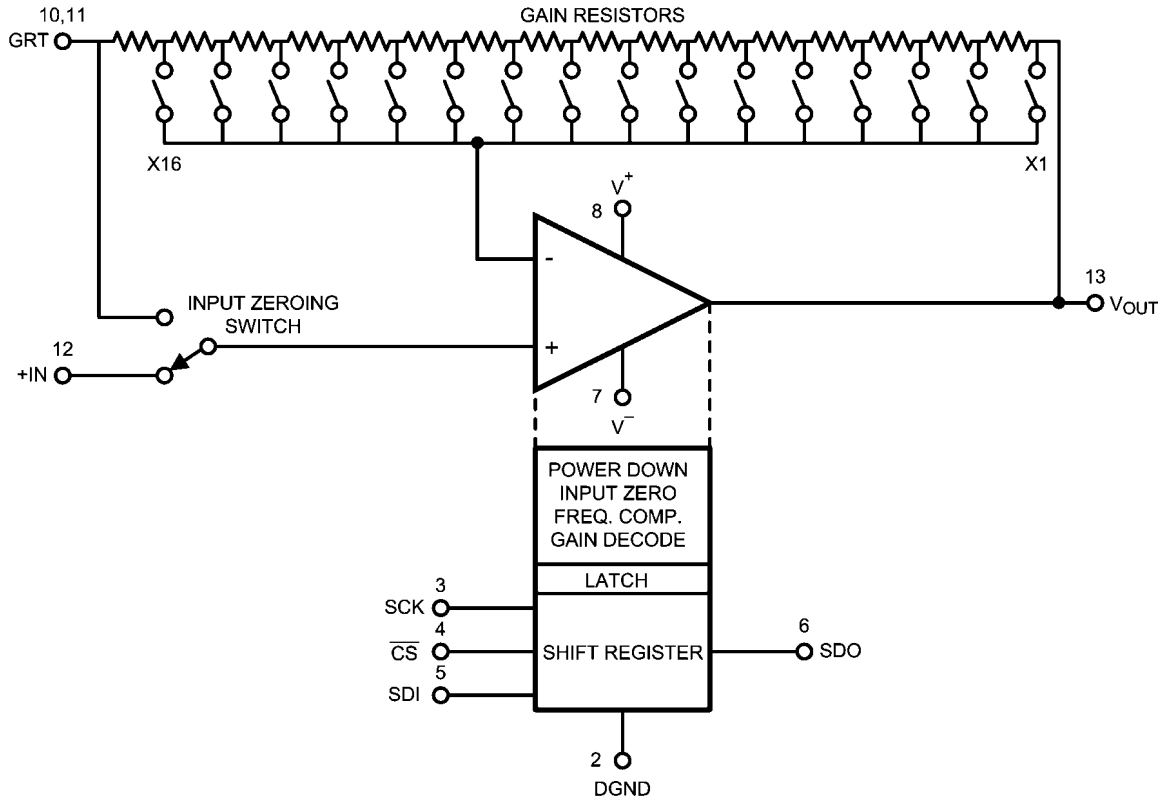 10,11
GRT
GAIN RESISTORS
X16
X1
V+
8
-
13
VOUT
INPUT ZEROING
SWITCH
12
+IN
+
7
V−
POWER DOWN
INPUT ZERO
FREQ. COMP.
GAIN DECODE
LATCH
3
SCK
4
C̅S̅
5
SDI
SHIFT REGISTER
6
SDO
2
DGND